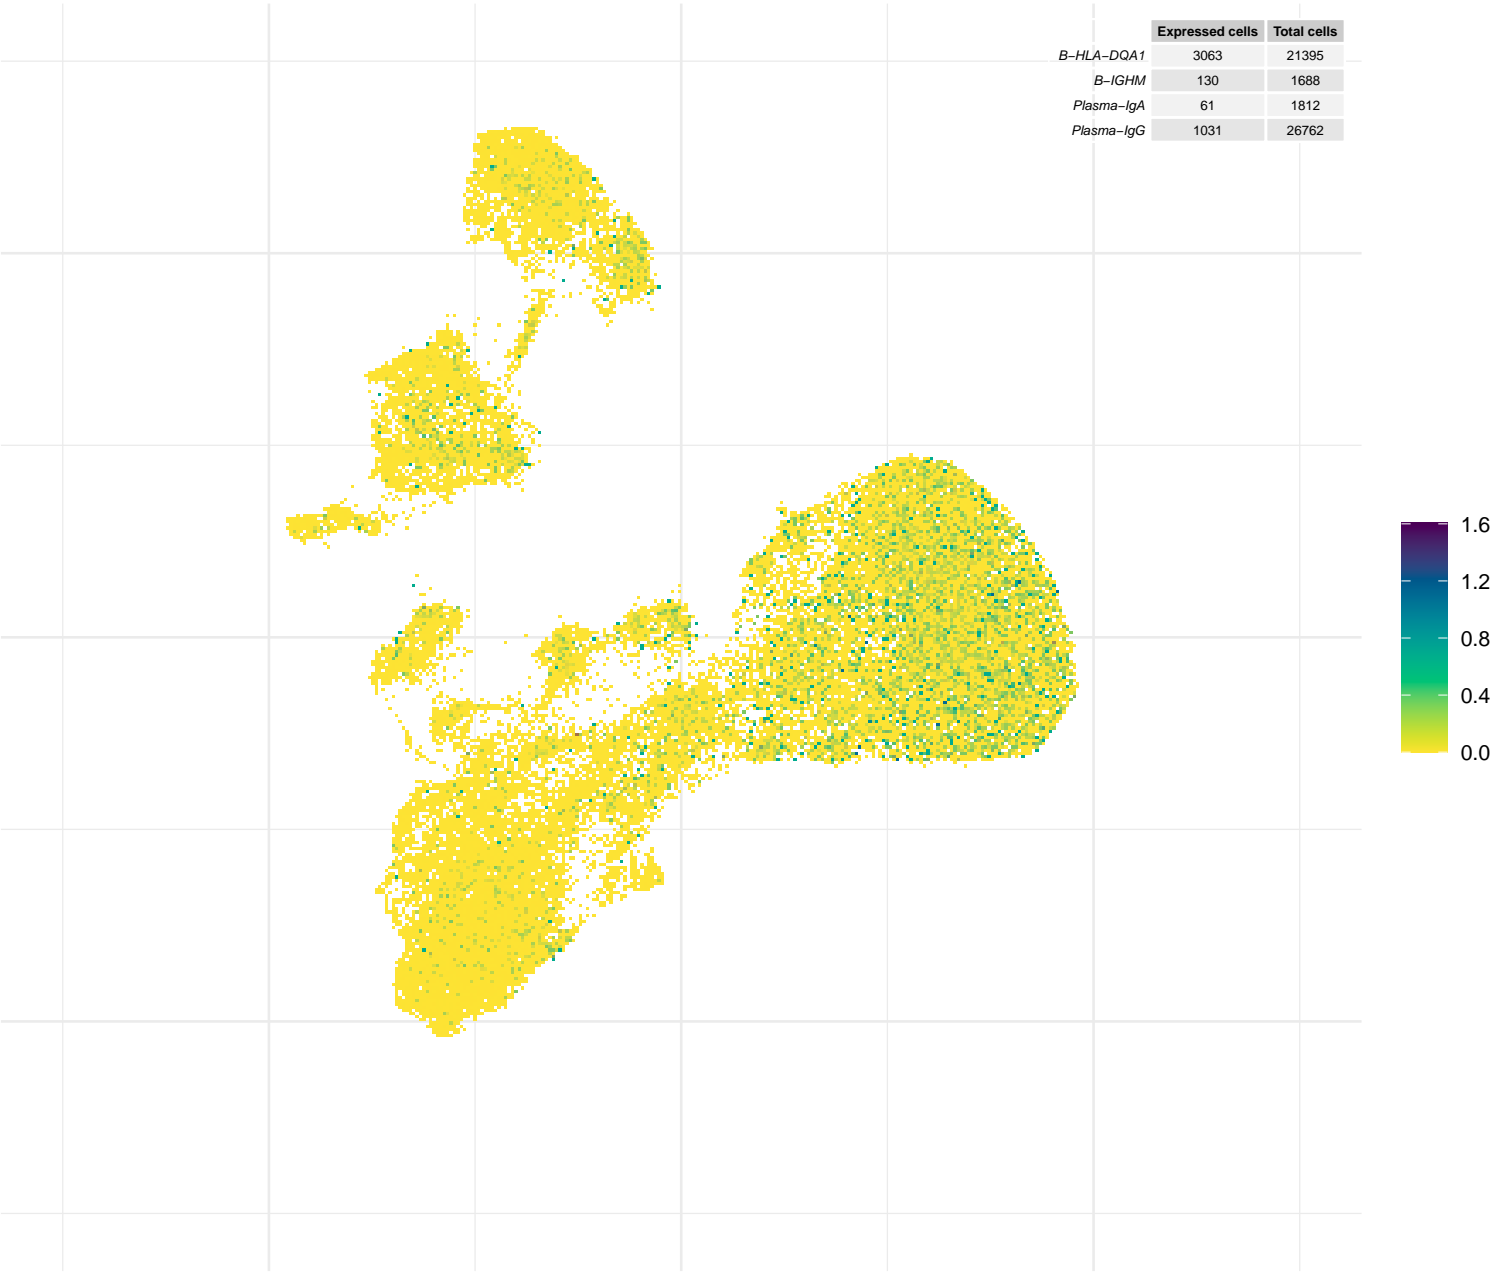 Expressed cells Total cells
B−HLA−DQA1 3063 21395
B−IGHM 130 1688
Plasma−IgA 61 1812
Plasma−IgG 1031 26762
1.6
1.2
0.8
0.4
0.0